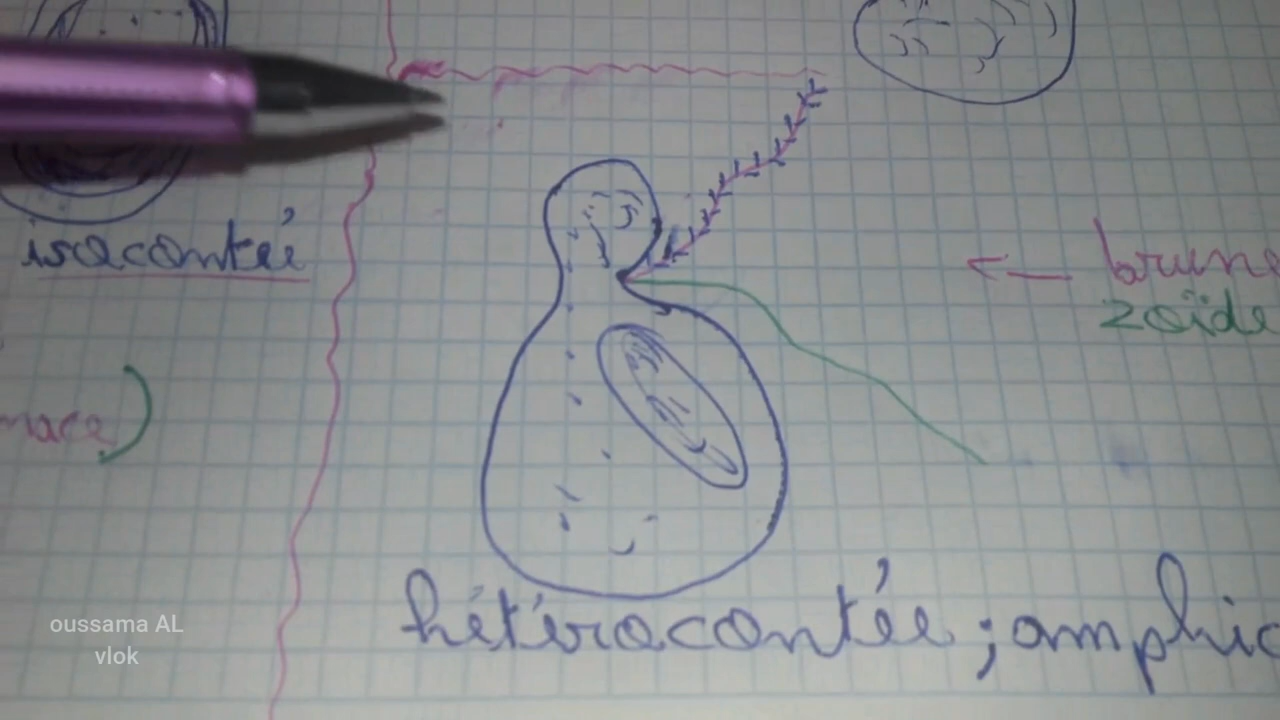 isocontée
brune
zoïde
hétérocontée ; amphic
oussama AL
vlok